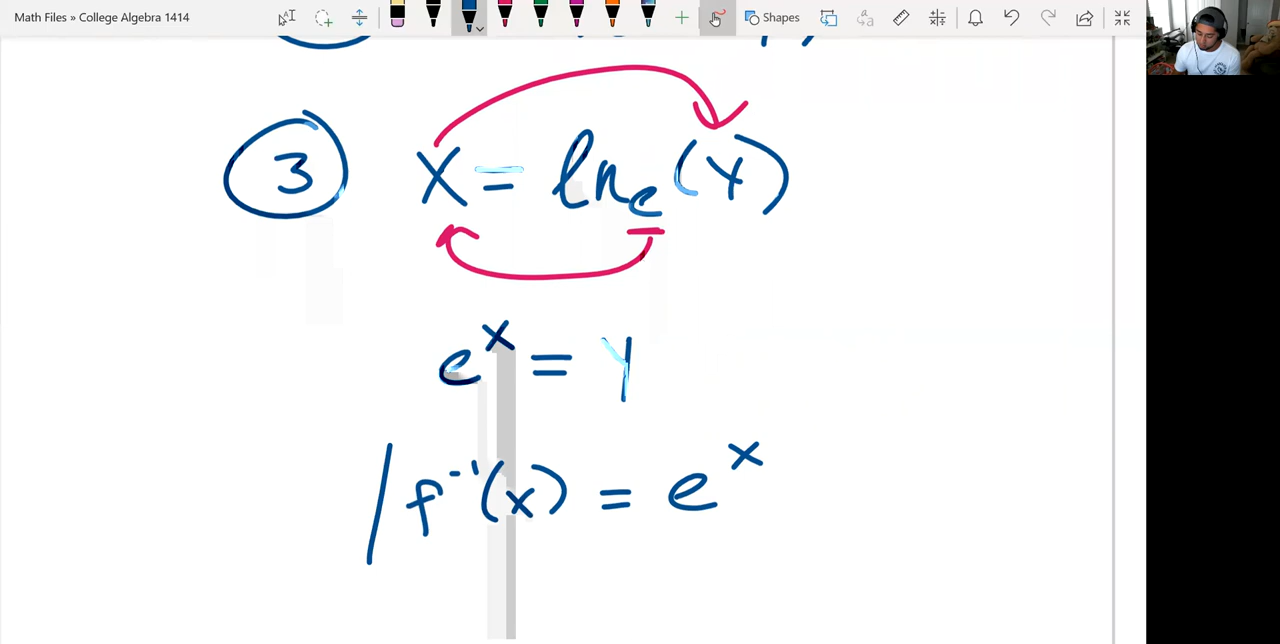 Math Files » College Algebra 1414
Shapes
3 x = ln_e (y)
e^x = y
f^-1(x) = e^x